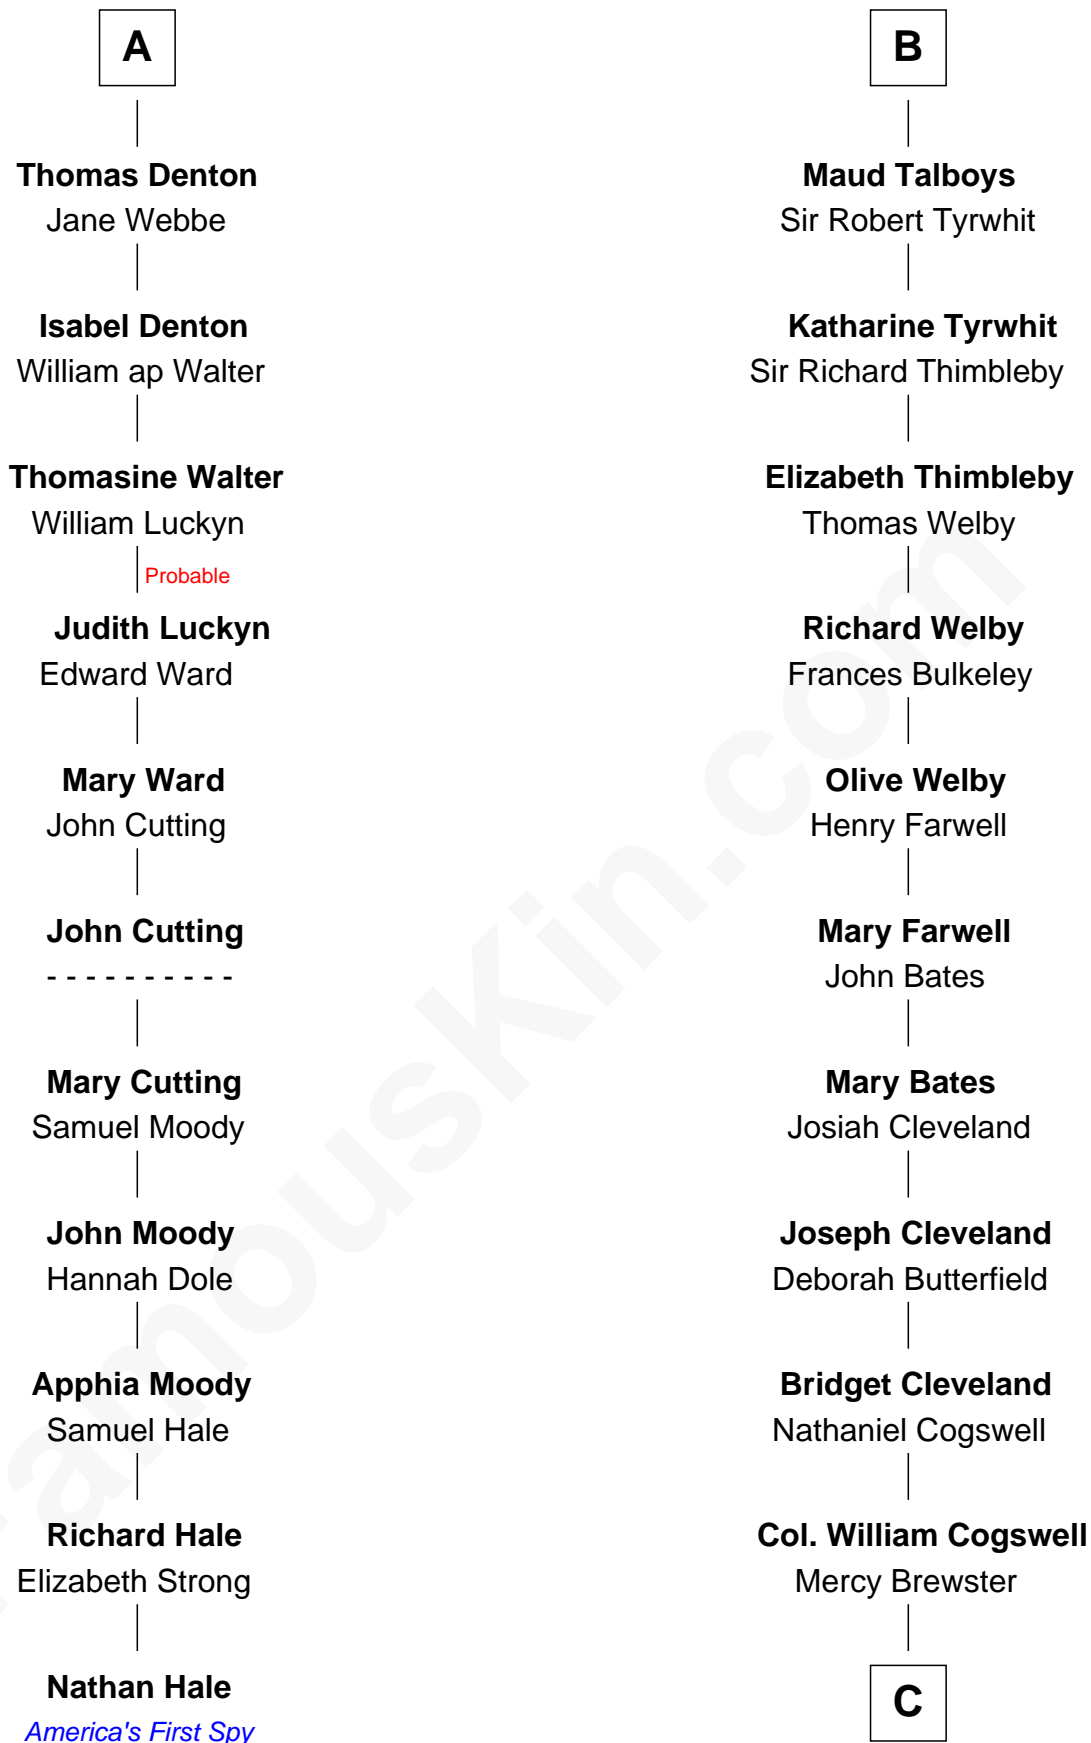 A
Thomas Denton
Jane Webbe
Isabel Denton
William ap Walter
Thomasine Walter
William Luckyn
Probable
Judith Luckyn
Edward Ward
Mary Ward
John Cutting
John Cutting
- - - - - - - - - -
Mary Cutting
Samuel Moody
John Moody
Hannah Dole
Apphia Moody
Samuel Hale
Richard Hale
Elizabeth Strong
Nathan Hale
America's First Spy
B
Maud Talboys
Sir Robert Tyrwhit
Katharine Tyrwhit
Sir Richard Thimbleby
Elizabeth Thimbleby
Thomas Welby
Richard Welby
Frances Bulkeley
Olive Welby
Henry Farwell
Mary Farwell
John Bates
Mary Bates
Josiah Cleveland
Joseph Cleveland
Deborah Butterfield
Bridget Cleveland
Nathaniel Cogswell
Col. William Cogswell
Mercy Brewster
C
FamousKin.com